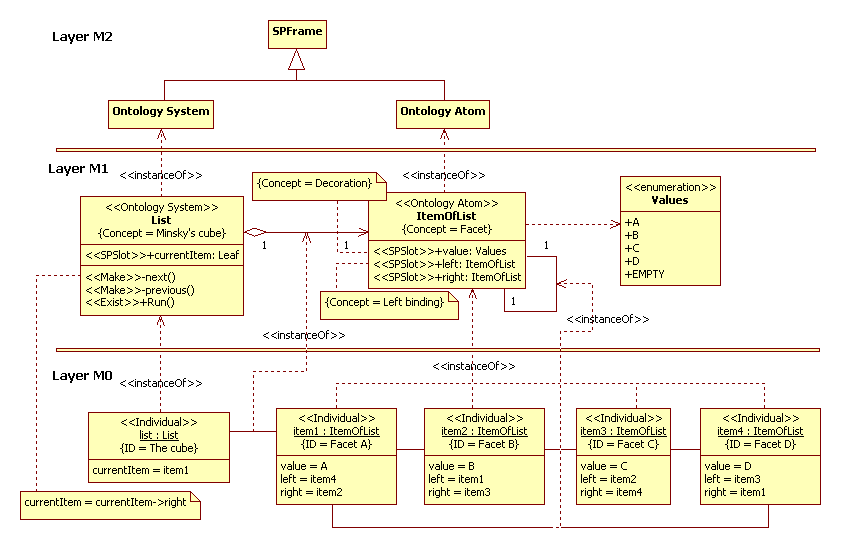 Layer M2
SPFrame
Ontology System
Ontology Atom
Layer M1
<<instanceOf>>
<<instanceOf>>
{Concept = Decoration}
<<Ontology System>>
List
{Concept = Minsky's cube}
<<SPSlot>>+currentItem: Leaf
<<Make>>-next()
<<Make>>-previous()
<<Exist>>+Run()
1
1
<<Ontology Atom>>
ItemOfList
{Concept = Facet}
<<SPSlot>>+value: Values
<<SPSlot>>+left: ItemOfList
<<SPSlot>>+right: ItemOfList
1
1
{Concept = Left binding}
<<enumeration>>
Values
+A
+B
+C
+D
+EMPTY
<<instanceOf>>
<<instanceOf>>
Layer M0
<<instanceOf>>
<<instanceOf>>
<<Individual>>
list : List
{ID = The cube}
currentItem = item1
<<Individual>>
item1 : ItemOfList
{ID = Facet A}
value = A
left = item4
right = item2
<<Individual>>
item2 : ItemOfList
{ID = Facet B}
value = B
left = item1
right = item3
<<Individual>>
item3 : ItemOfList
{ID = Facet C}
value = C
left = item2
right = item4
<<Individual>>
item4 : ItemOfList
{ID = Facet D}
value = D
left = item3
right = item1
currentItem = currentItem->right